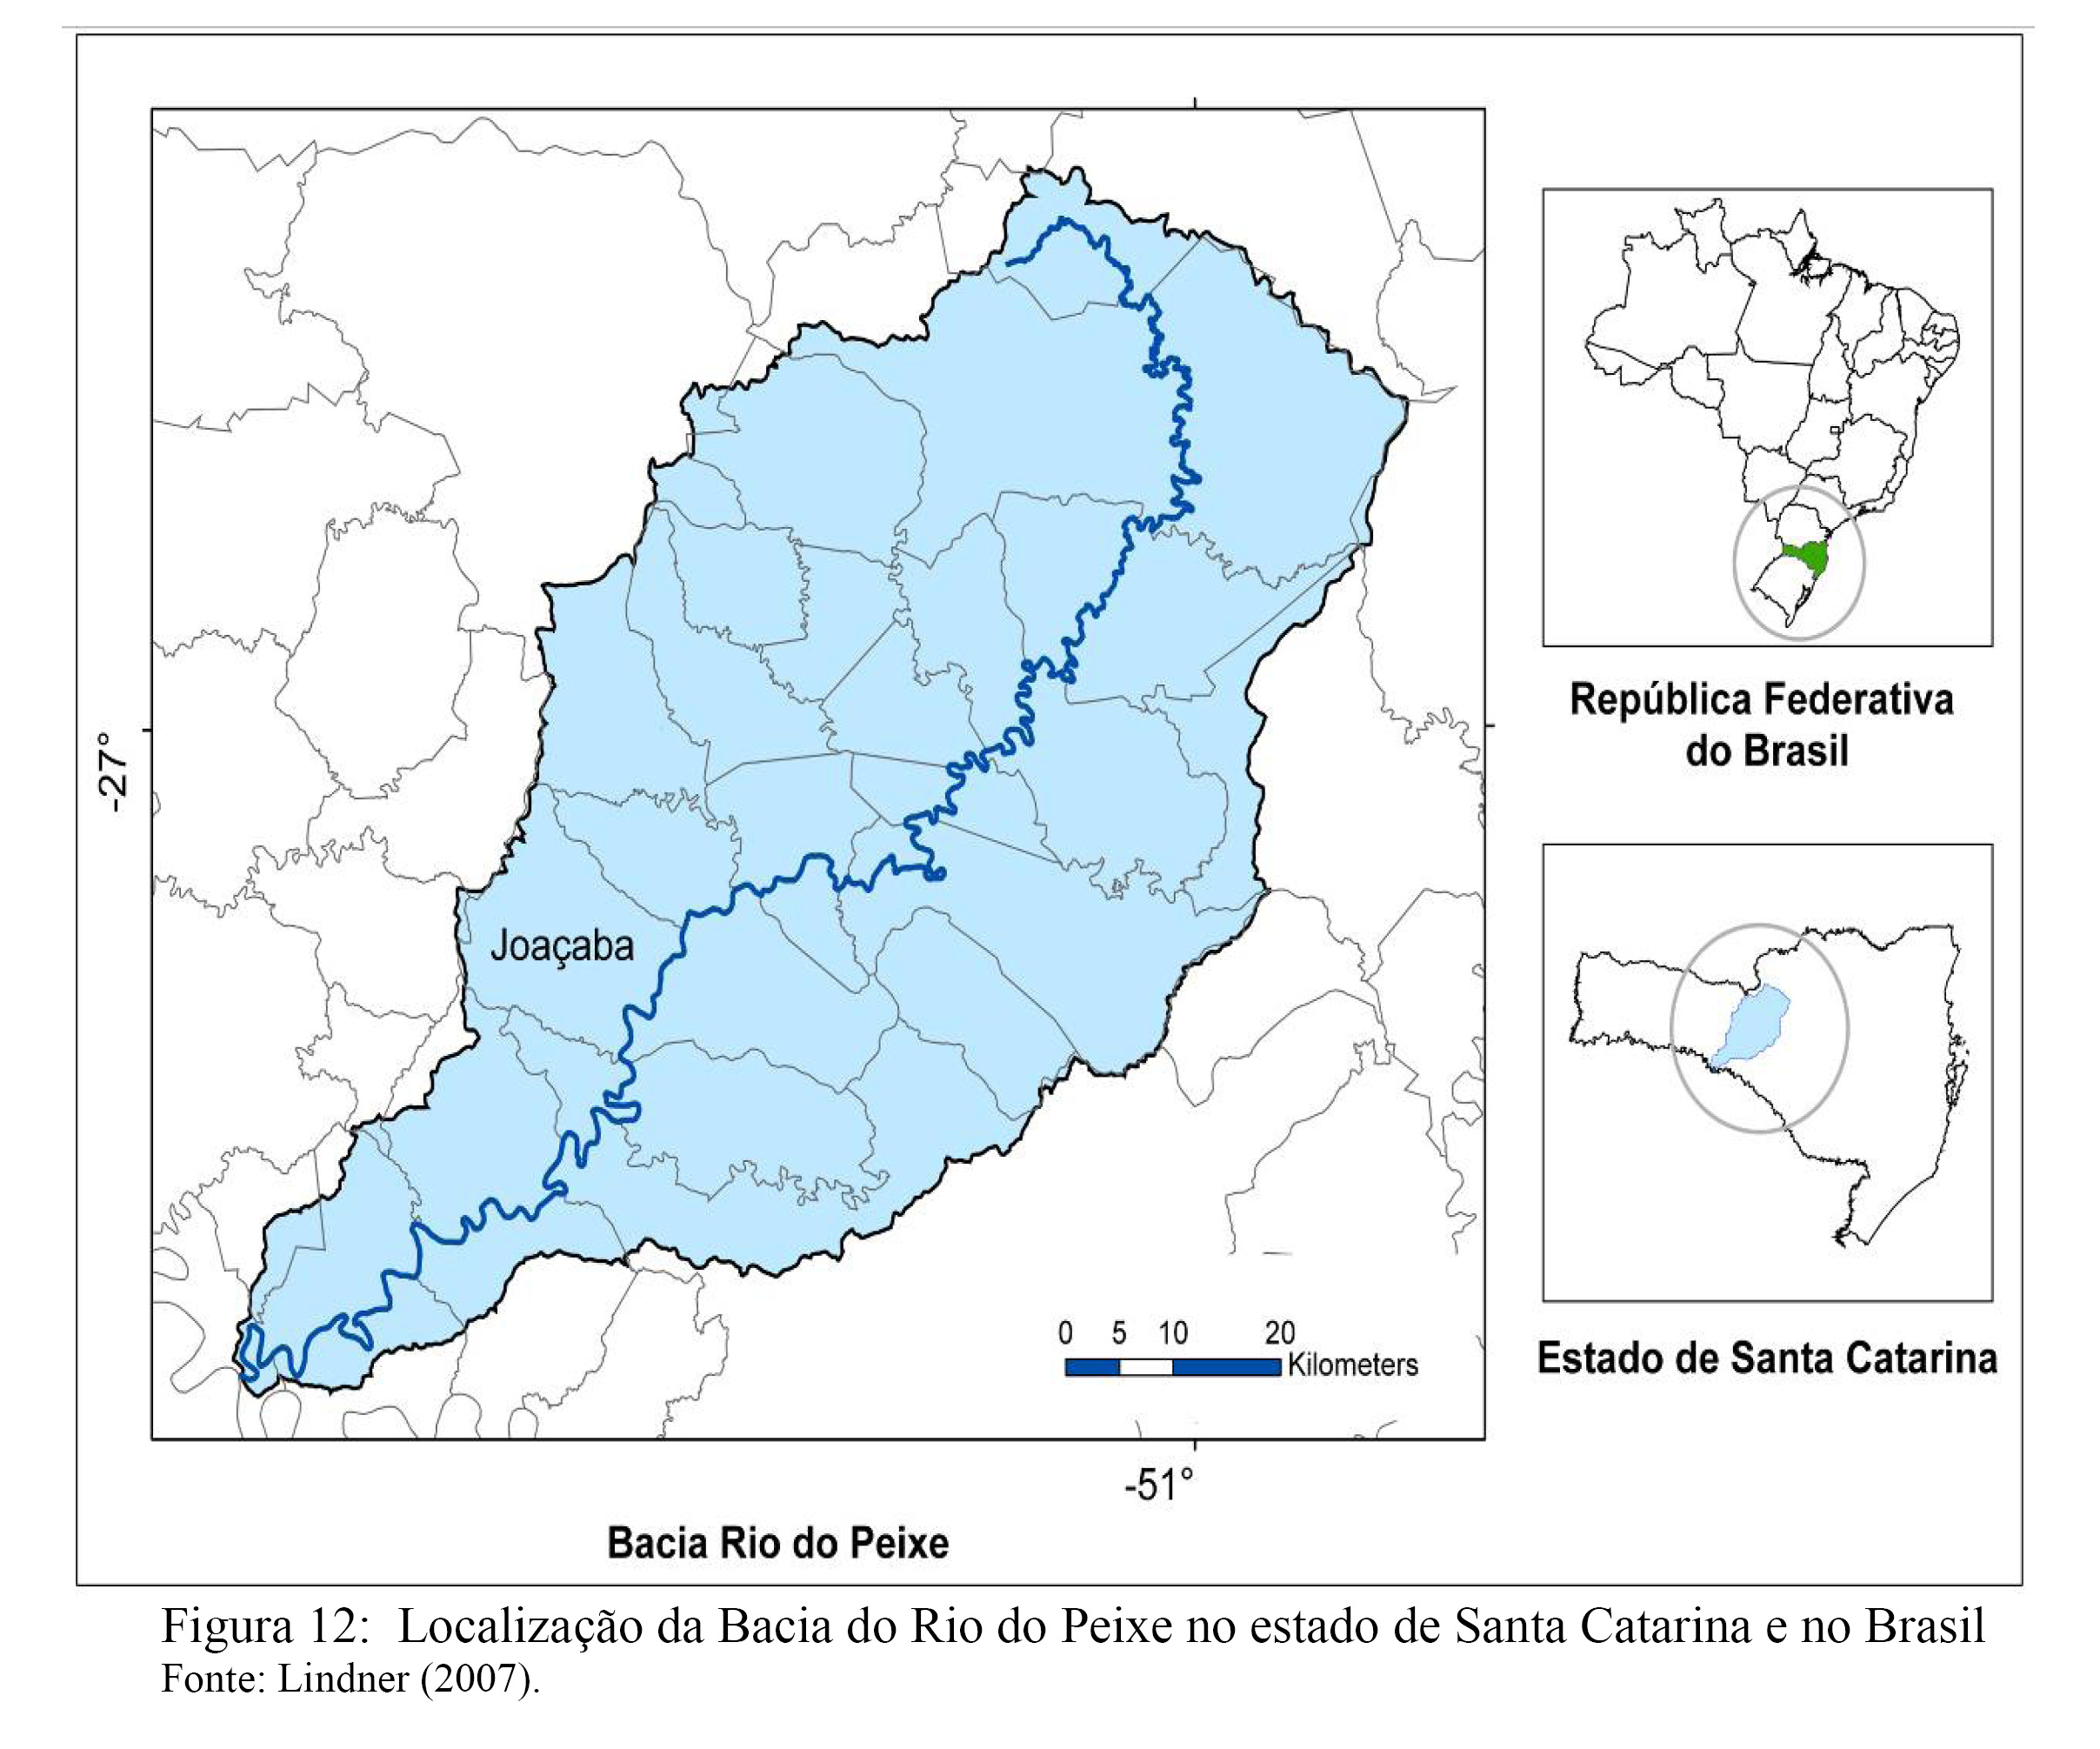 -27°
Joaçaba
0 5 10 20
Kilometers
-51°
Bacia Rio do Peixe
República Federativa
do Brasil
Estado de Santa Catarina
Figura 12: Localização da Bacia do Rio do Peixe no estado de Santa Catarina e no Brasil
Fonte: Lindner (2007).